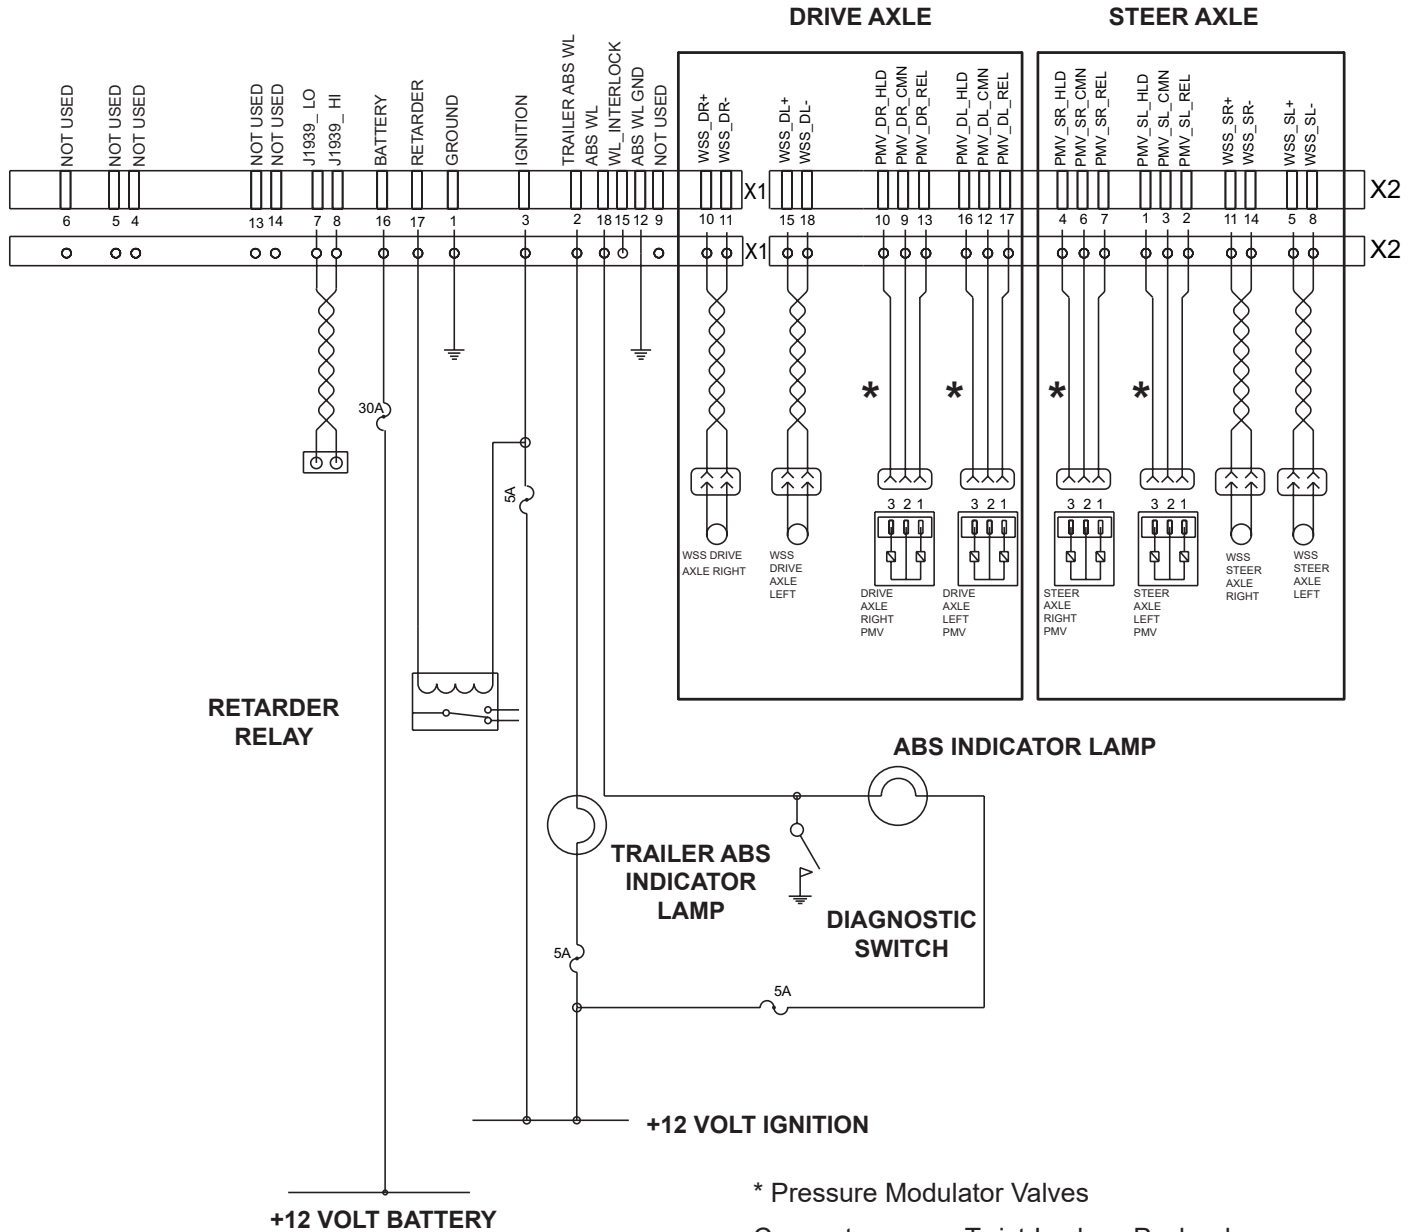 DRIVE AXLE
STEER AXLE
NOT USED
NOT USED
NOT USED
NOT USED
NOT USED
J1939_ LO
J1939_ HI
BATTERY
RETARDER
GROUND
IGNITION
TRAILER ABS WL
ABS WL
WL_INTERLOCK
ABS WL GND
NOT USED
WSS_DR+
WSS_DR-
WSS_DL+
WSS_DL-
PMV_DR_HLD
PMV_DR_CMN
PMV_DR_REL
PMV_DL_HLD
PMV_DL_CMN
PMV_DL_REL
PMV_SR_HLD
PMV_SR_CMN
PMV_SR_REL
PMV_SL_HLD
PMV_SL_CMN
PMV_SL_REL
WSS_SR+
WSS_SR-
WSS_SL+
WSS_SL-
X1
X2
6 5 4 13 14 7 8 16 17 1 3 2 18 15 12 9 10 11 15 18 10 9 13 16 12 17 4 6 7 1 3 2 11 14 5 8
X1
X2
* * * *
30A
5A
3 2 1
3 2 1
3 2 1
3 2 1
WSS DRIVE
AXLE RIGHT
WSS
DRIVE
AXLE
LEFT
DRIVE
AXLE
RIGHT
PMV
DRIVE
AXLE
LEFT
PMV
STEER
AXLE
RIGHT
PMV
STEER
AXLE
LEFT
PMV
WSS
STEER
AXLE
RIGHT
WSS
STEER
AXLE
LEFT
RETARDER
RELAY
ABS INDICATOR LAMP
TRAILER ABS
INDICATOR
LAMP
DIAGNOSTIC
SWITCH
5A
5A
+12 VOLT IGNITION
* Pressure Modulator Valves
+12 VOLT BATTERY